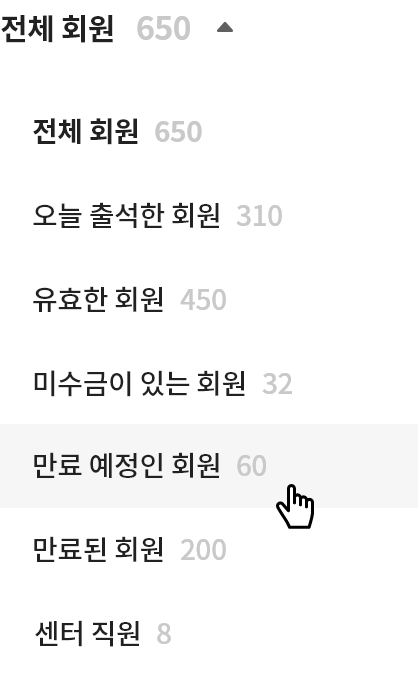 전체 회원 650
전체 회원 650
오늘 출석한 회원 310
유효한 회원 450
미수금이 있는 회원 32
만료 예정인 회원 60
만료된 회원 200
센터 직원 8